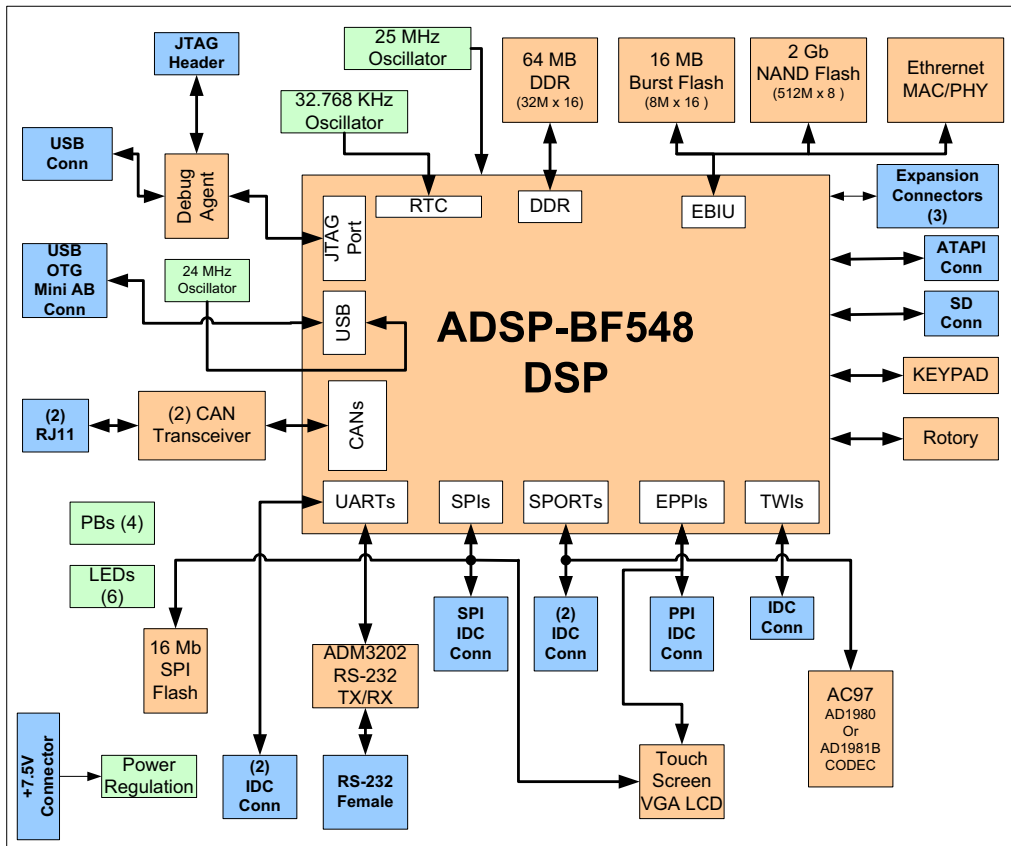 JTAG
Header
25 MHz
Oscillator
64 MB
DDR
(32M x 16)
16 MB
Burst Flash
(8M x 16 )
2 Gb
NAND Flash
(512M x 8 )
Ethrernet
MAC/PHY
32.768 KHz
Oscillator
USB
Conn
Debug
Agent
RTC
DDR
EBIU
Expansion
Connectors
(3)
JTAG
Port
USB
OTG
Mini AB
Conn
24 MHz
Oscillator
USB
ADSP-BF548
DSP
ATAPI
Conn
SD
Conn
KEYPAD
Rotory
(2)
RJ11
(2) CAN
Transceiver
CANs
UARTs
SPIs
SPORTs
EPPIs
TWIs
PBs (4)
LEDs
(6)
16 Mb
SPI
Flash
ADM3202
RS-232
TX/RX
SPI
IDC
Conn
(2)
IDC
Conn
PPI
IDC
Conn
IDC
Conn
AC97
AD1980
Or
AD1981B
CODEC
+7.5V
Connector
Power
Regulation
(2)
IDC
Conn
RS-232
Female
Touch
Screen
VGA LCD